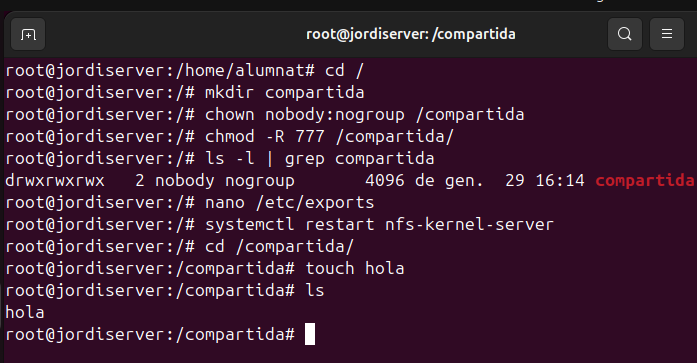 root@jordiserver: /compartida
root@jordiserver:/home/alumnat# cd /
root@jordiserver:/# mkdir compartida
root@jordiserver:/# chown nobody:nogroup /compartida
root@jordiserver:/# chmod -R 777 /compartida/
root@jordiserver:/# ls -l | grep compartida
drwxrwxrwx   2 nobody nogroup       4096 de gen.  29 16:14 compartida
root@jordiserver:/# nano /etc/exports
root@jordiserver:/# systemctl restart nfs-kernel-server
root@jordiserver:/# cd /compartida/
root@jordiserver:/compartida# touch hola
root@jordiserver:/compartida# ls
hola
root@jordiserver:/compartida#